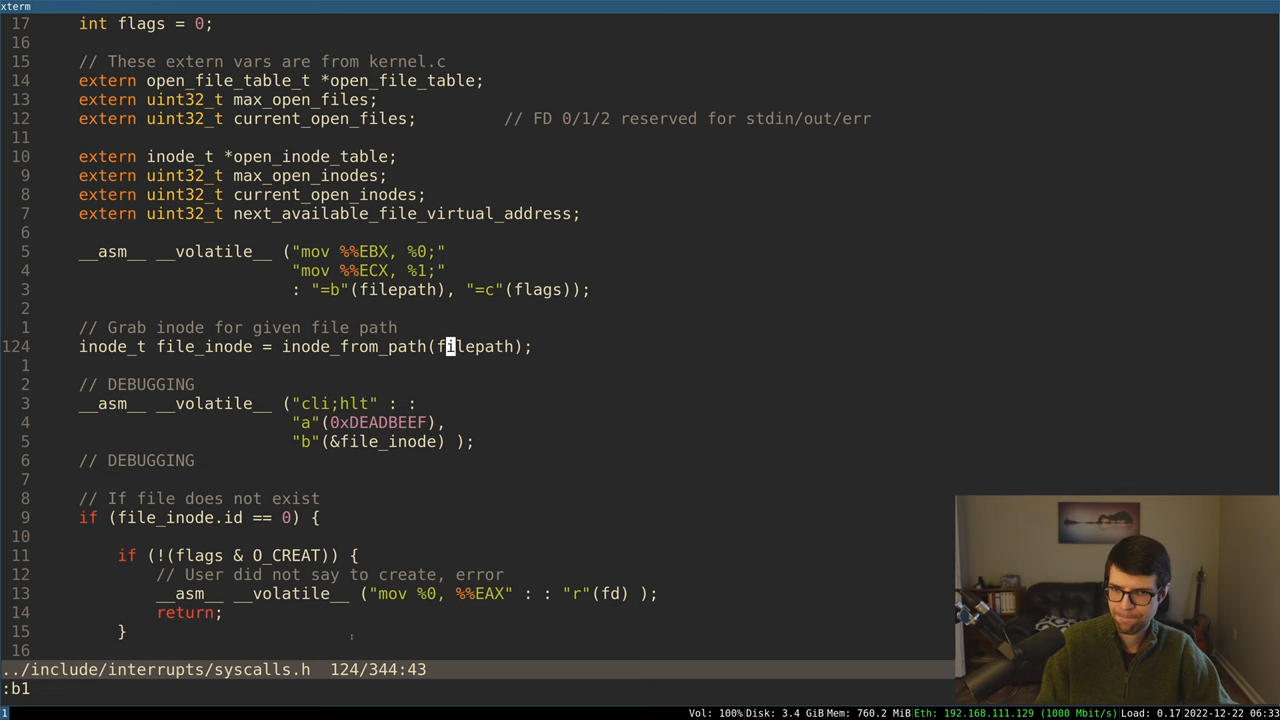 xterm
17     int flags = 0;
16
15     // These extern vars are from kernel.c
14     extern open_file_table_t *open_file_table;
13     extern uint32_t max_open_files;
12     extern uint32_t current_open_files;         // FD 0/1/2 reserved for stdin/out/err
11
10     extern inode_t *open_inode_table;
9     extern uint32_t max_open_inodes;
8     extern uint32_t current_open_inodes;
7     extern uint32_t next_available_file_virtual_address;
6
5     __asm__ __volatile__ ("mov %%EBX, %0;"
4                           "mov %%ECX, %1;"
3                           : "=b"(filepath), "=c"(flags));
2
1     // Grab inode for given file path
124     inode_t file_inode = inode_from_path(filepath);
1
2     // DEBUGGING
3     __asm__ __volatile__ ("cli;hlt" : :
4                           "a"(0xDEADBEEF),
5                           "b"(&file_inode) );
6     // DEBUGGING
7
8     // If file does not exist
9     if (file_inode.id == 0) {
10
11         if (!(flags & O_CREAT)) {
12             // User did not say to create, error
13             __asm__ __volatile__ ("mov %0, %%EAX" : : "r"(fd) );
14             return;
15         }
16
../include/interrupts/syscalls.h  124/344:43
:b1
1 Vol: 100% Disk: 3.4 GiB Mem: 760.2 MiB Eth: 192.168.111.129 (1000 Mbit/s) Load: 0.17 2022-12-22 06:33